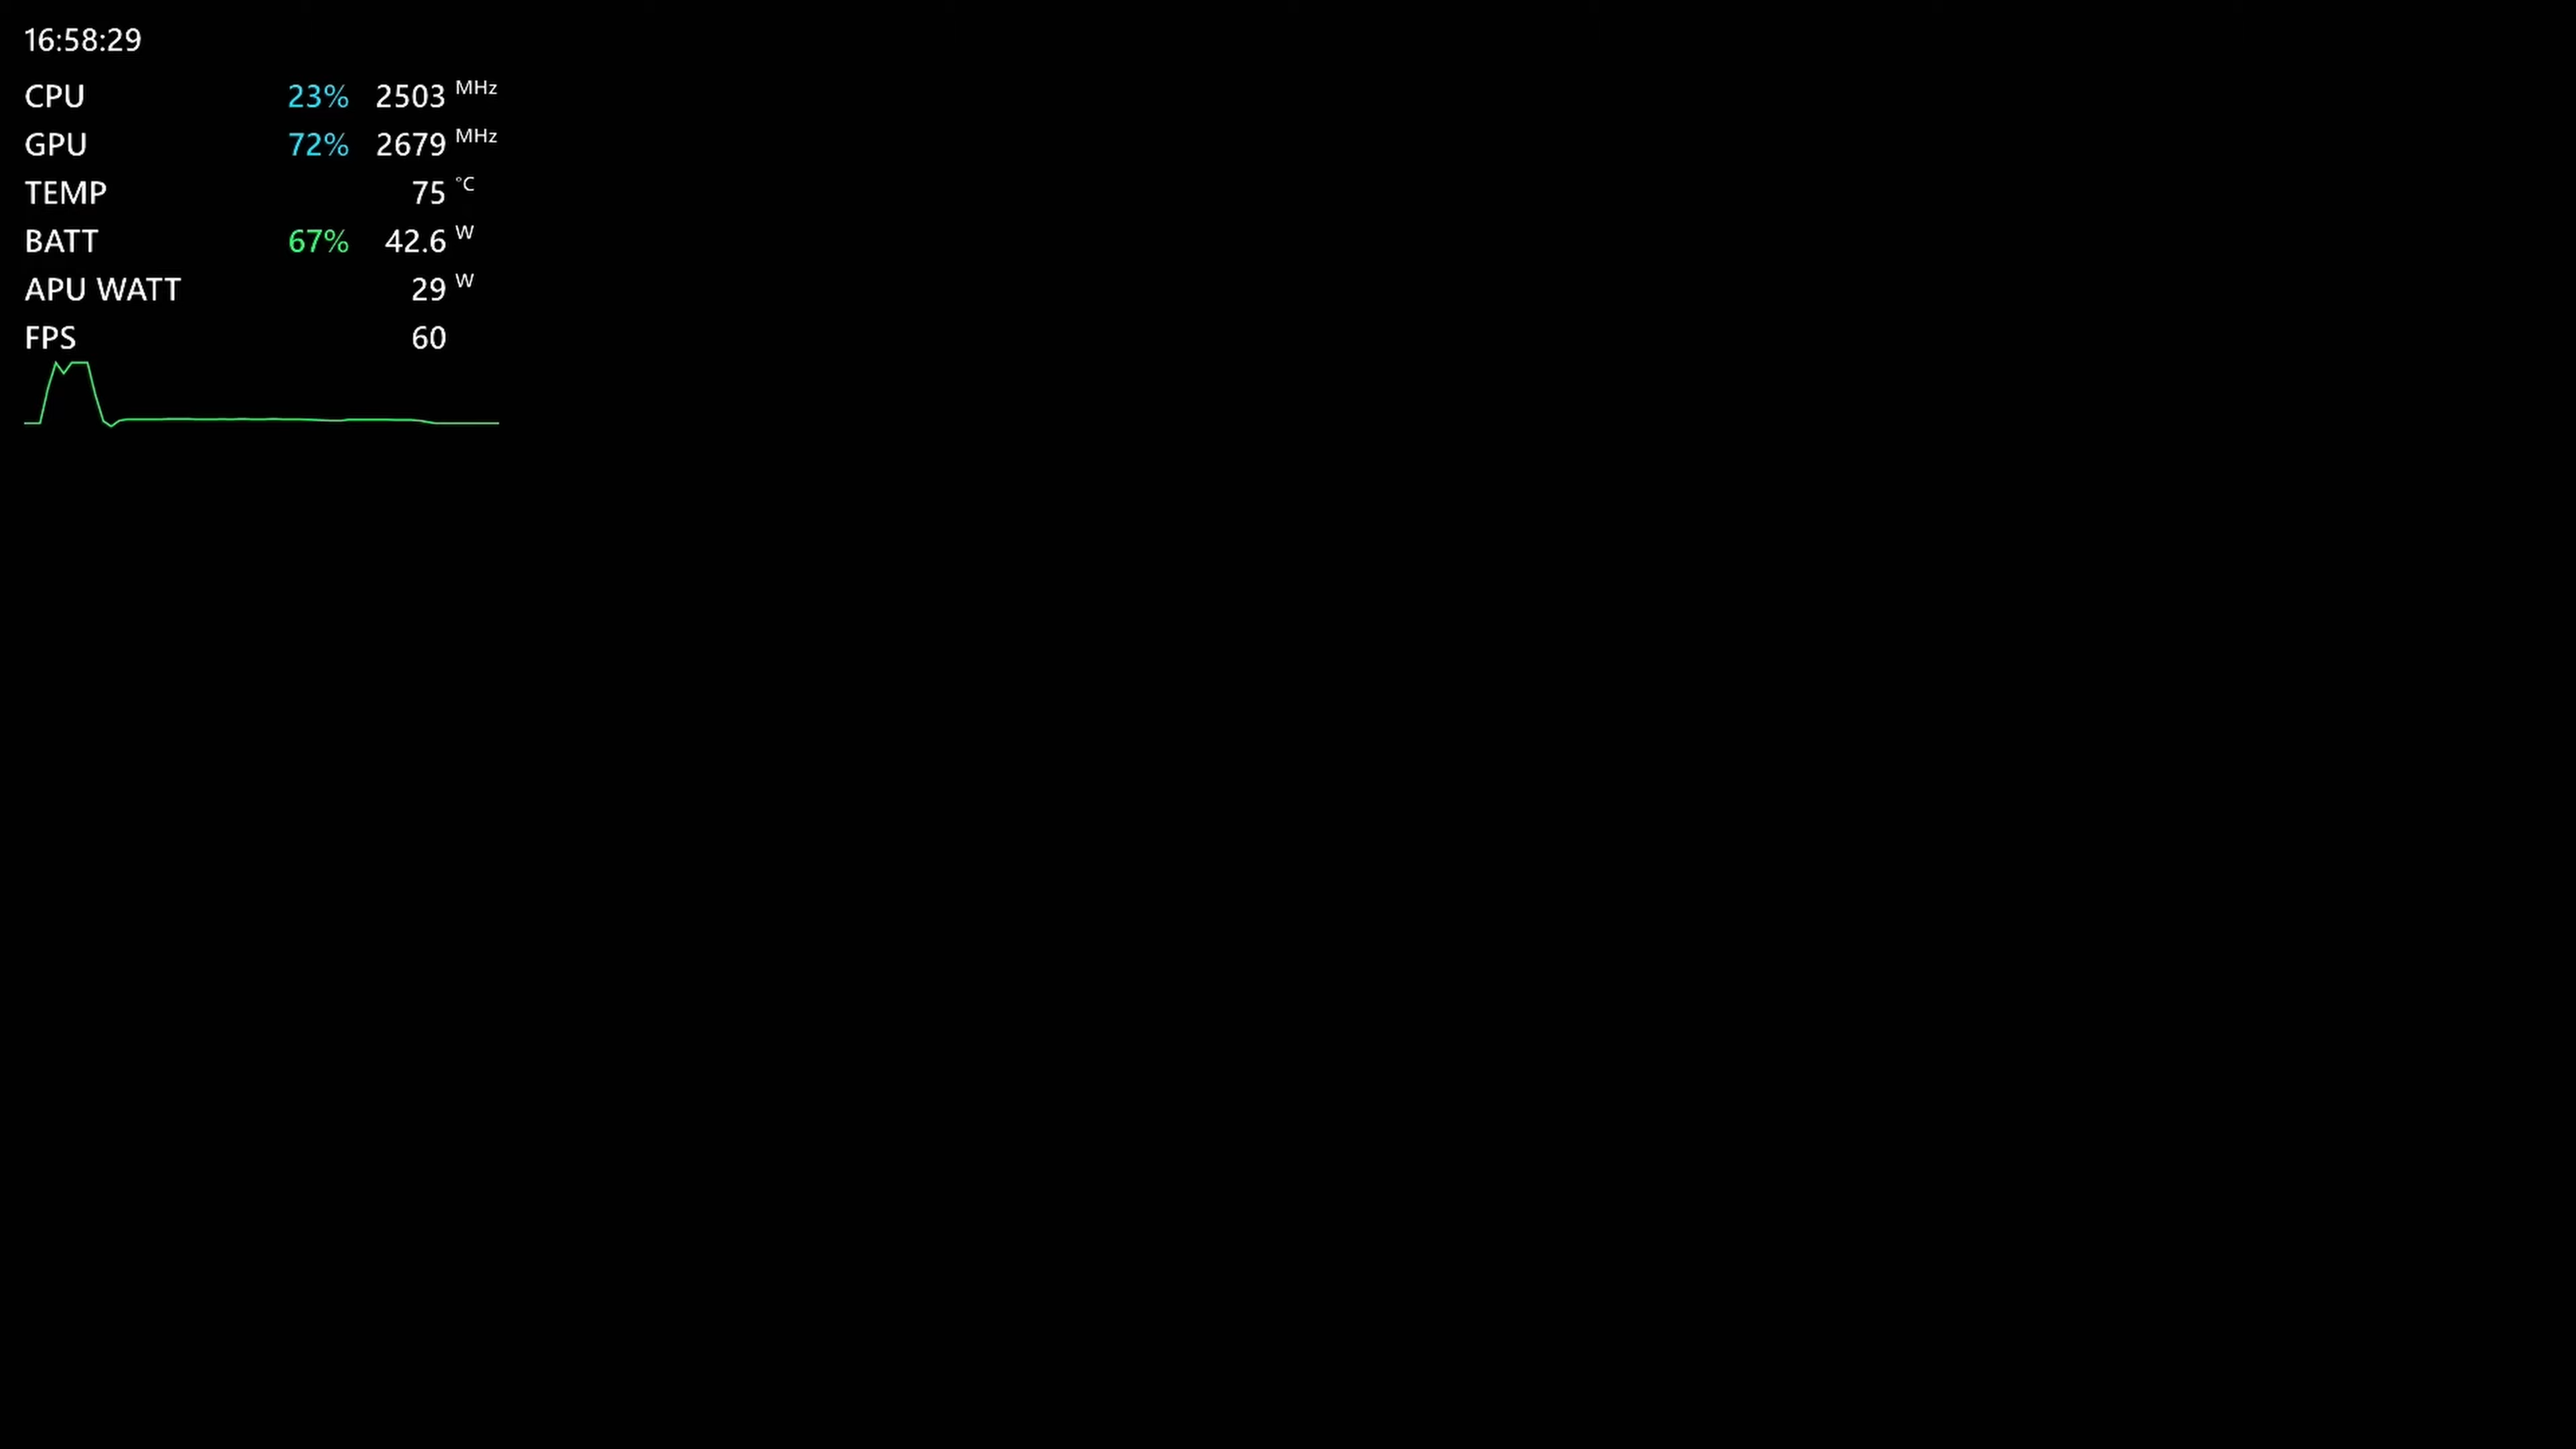 16:58:29
CPU 23% 2503 MHz
GPU 72% 2679 MHz
TEMP 75 °C
BATT 67% 42.6 W
APU WATT 29 W
FPS 60